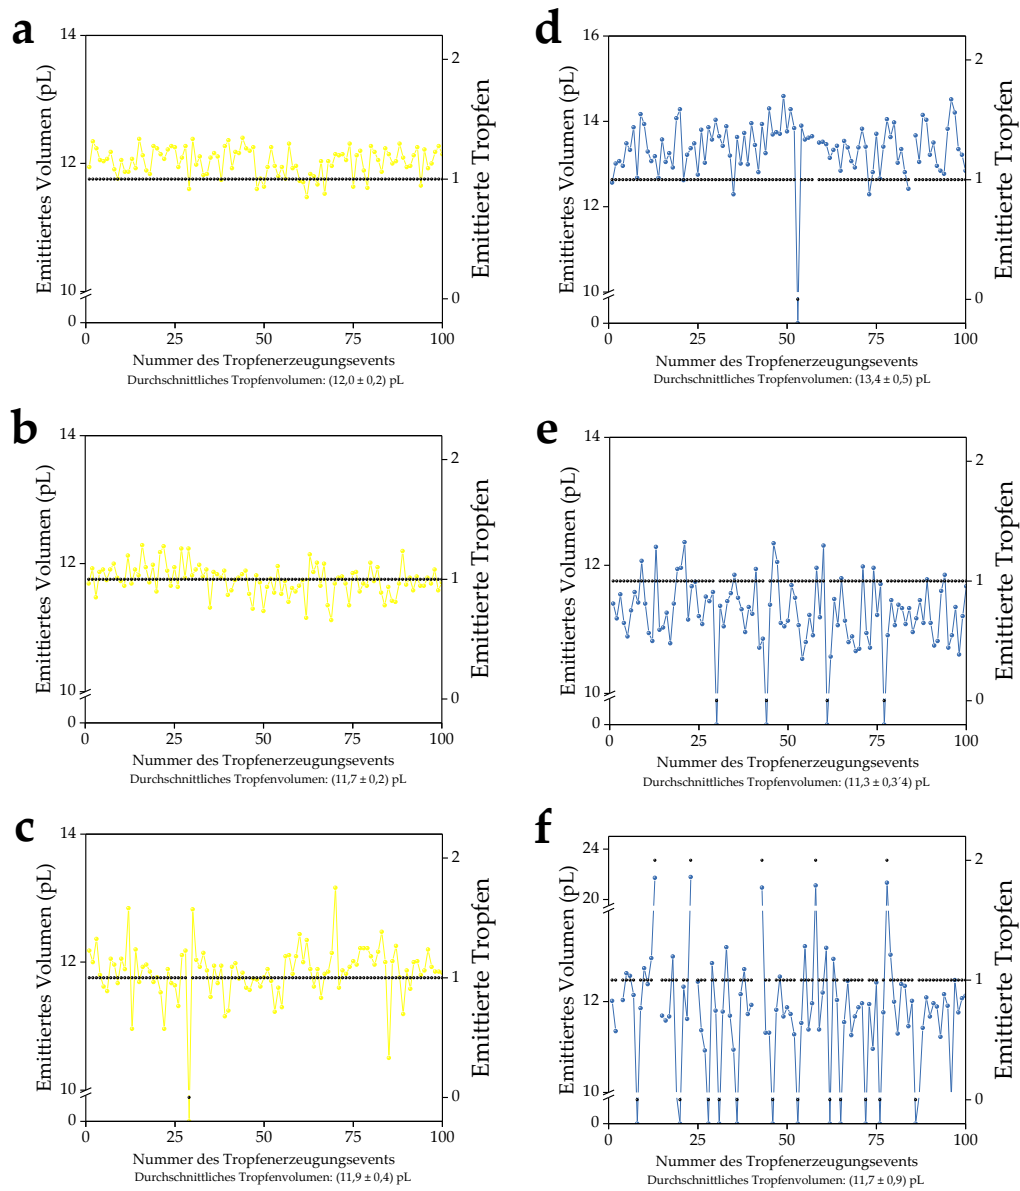 a
14
12
10
0
Emittiertes Volumen (pL)
2
1
0
Emittierte Tropfen
0 25 50 75 100
Nummer des Tropfenerzeugungsevents
Durchschnittliches Tropfenvolumen: (12,0 ± 0,2) pL
d
16
14
12
10
0
Emittiertes Volumen (pL)
2
1
0
Emittierte Tropfen
0 25 50 75 100
Nummer des Tropfenerzeugungsevents
Durchschnittliches Tropfenvolumen: (13,4 ± 0,5) pL
b
14
12
10
0
Emittiertes Volumen (pL)
2
1
0
Emittierte Tropfen
0 25 50 75 100
Nummer des Tropfenerzeugungsevents
Durchschnittliches Tropfenvolumen: (11,7 ± 0,2) pL
e
14
12
10
0
Emittiertes Volumen (pL)
2
1
0
Emittierte Tropfen
0 25 50 75 100
Nummer des Tropfenerzeugungsevents
Durchschnittliches Tropfenvolumen: (11,3 ± 0,3´4) pL
c
14
12
10
0
Emittiertes Volumen (pL)
2
1
0
Emittierte Tropfen
0 25 50 75 100
Nummer des Tropfenerzeugungsevents
Durchschnittliches Tropfenvolumen: (11,9 ± 0,4) pL
f
24
20
12
10
0
Emittiertes Volumen (pL)
2
1
0
Emittierte Tropfen
0 25 50 75 100
Nummer des Tropfenerzeugungsevents
Durchschnittliches Tropfenvolumen: (11,7 ± 0,9) pL